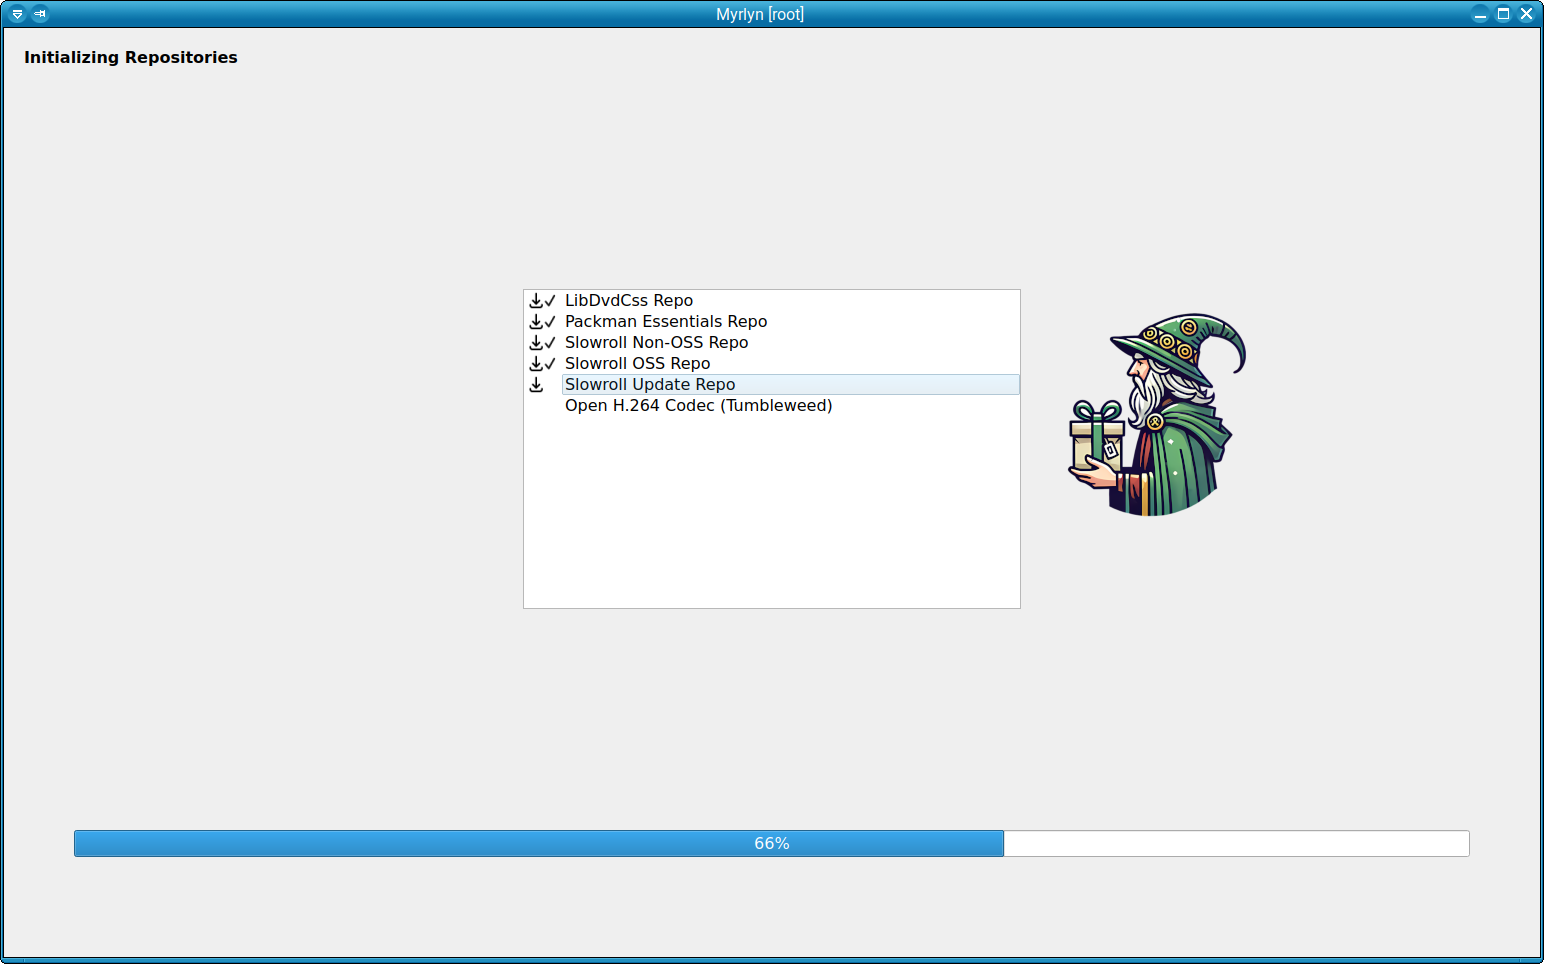 Myrlyn [root]
Initializing Repositories
LibDvdCss Repo
Packman Essentials Repo
Slowroll Non-OSS Repo
Slowroll OSS Repo
Slowroll Update Repo
Open H.264 Codec (Tumbleweed)
66%